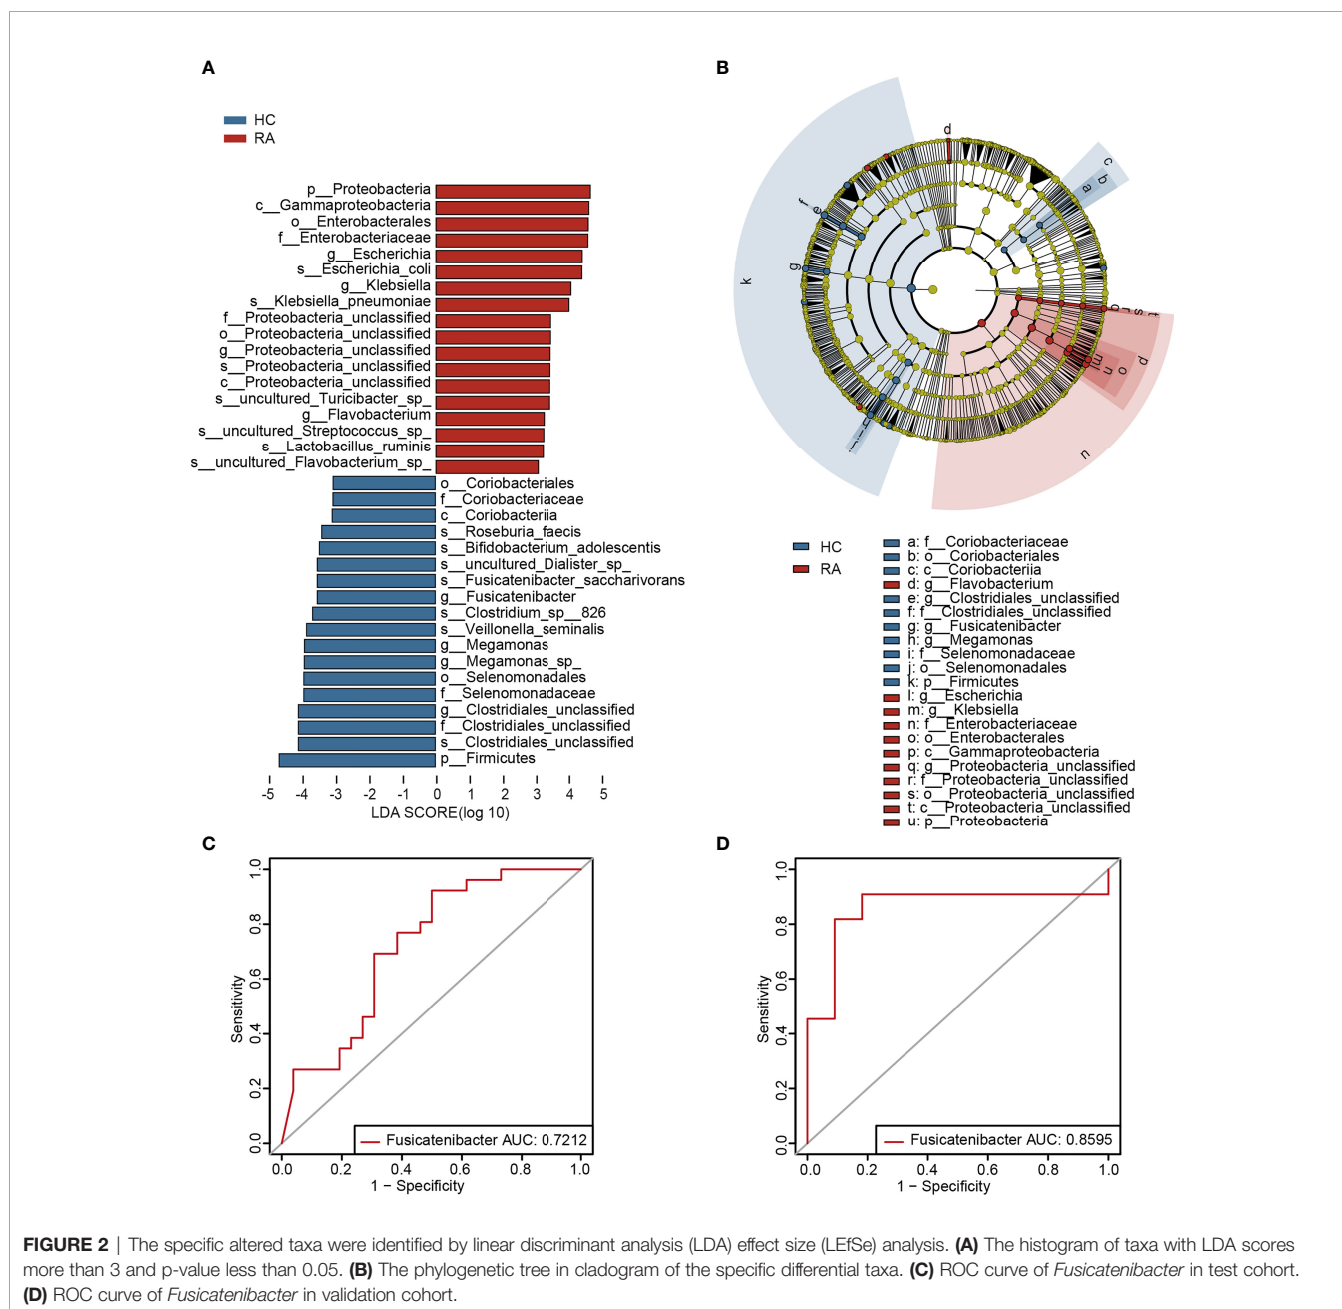 A
HC
RA
p__Proteobacteria
c__Gammaproteobacteria
o__Enterobacterales
f__Enterobacteriaceae
g__Escherichia
s__Escherichia_coli
g__Klebsiella
s__Klebsiella_pneumoniae
f__Proteobacteria_unclassified
o__Proteobacteria_unclassified
g__Proteobacteria_unclassified
s__Proteobacteria_unclassified
c__Proteobacteria_unclassified
s__uncultured_Turicibacter_sp_
g__Flavobacterium
s__uncultured_Streptococcus_sp_
s__Lactobacillus_ruminis
s__uncultured_Flavobacterium_sp_
o__Coriobacteriales
f__Coriobacteriaceae
c__Coriobacteriia
s__Roseburia_faecis
s__Bifidobacterium_adolescentis
s__uncultured_Dialister_sp_
s__Fusicatenibacter_saccharivorans
g__Fusicatenibacter
s__Clostridium_sp__826
s__Veillonella_seminalis
g__Megamonas
g__Megamonas_sp_
o__Selenomonadales
f__Selenomonadaceae
g__Clostridiales_unclassified
f__Clostridiales_unclassified
s__Clostridiales_unclassified
p__Firmicutes
-5 -4 -3 -2 -1 0 1 2 3 4 5
LDA SCORE(log 10)
B
d
c
b
a
f
e
g
k
t
s
r
q
p
o
n
m
u
HC
RA
a: f__Coriobacteriaceae
b: o__Coriobacteriales
c: c__Coriobacteriia
d: g__Flavobacterium
e: g__Clostridiales_unclassified
f: f__Clostridiales_unclassified
g: g__Fusicatenibacter
h: g__Megamonas
i: f__Selenomonadaceae
j: o__Selenomonadales
k: p__Firmicutes
l: g__Escherichia
m: g__Klebsiella
n: f__Enterobacteriaceae
o: o__Enterobacterales
p: c__Gammaproteobacteria
q: g__Proteobacteria_unclassified
r: f__Proteobacteria_unclassified
s: o__Proteobacteria_unclassified
t: c__Proteobacteria_unclassified
u: p__Proteobacteria
C
Sensitivity
1.0
0.8
0.6
0.4
0.2
0.0
Fusicatenibacter AUC: 0.7212
0.0 0.2 0.4 0.6 0.8 1.0
1 − Specificity
D
Sensitivity
1.0
0.8
0.6
0.4
0.2
0.0
Fusicatenibacter AUC: 0.8595
0.0 0.2 0.4 0.6 0.8 1.0
1 − Specificity
FIGURE 2 | The specific altered taxa were identified by linear discriminant analysis (LDA) effect size (LEfSe) analysis. (A) The histogram of taxa with LDA scores
more than 3 and p-value less than 0.05. (B) The phylogenetic tree in cladogram of the specific differential taxa. (C) ROC curve of Fusicatenibacter in test cohort.
(D) ROC curve of Fusicatenibacter in validation cohort.